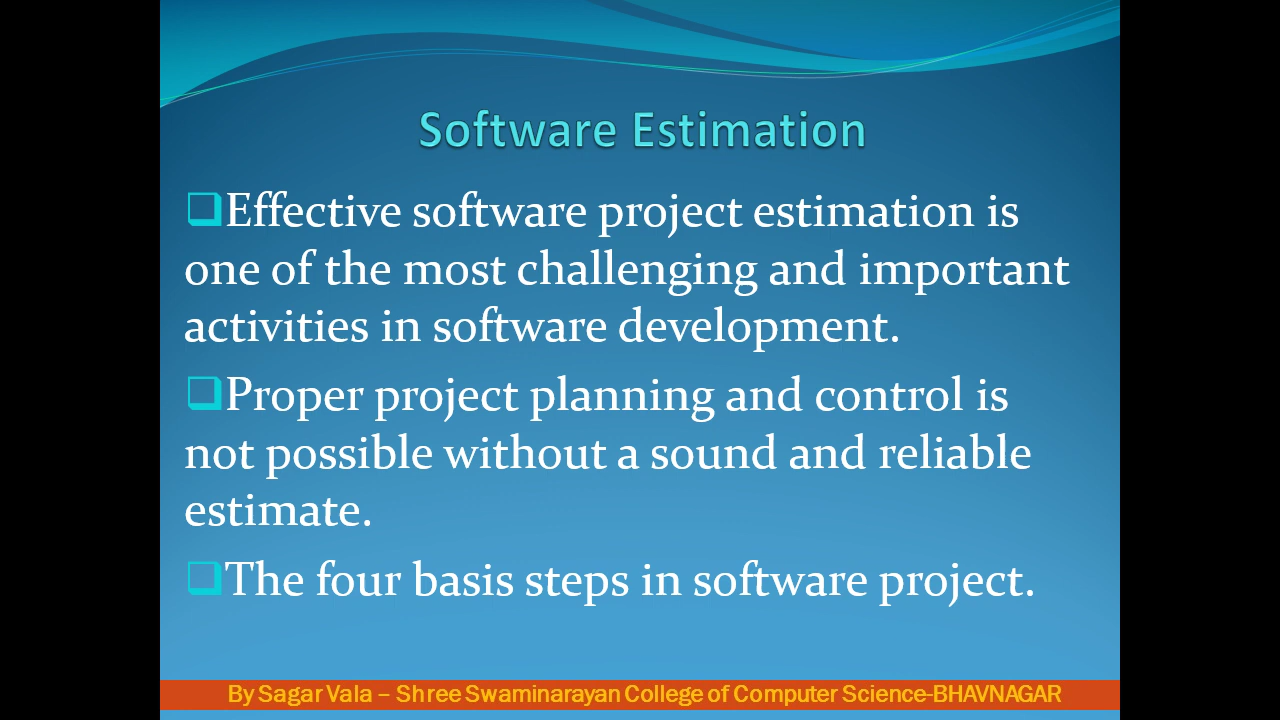 Software Estimation
❑Effective software project estimation is
one of the most challenging and important
activities in software development.
❑Proper project planning and control is
not possible without a sound and reliable
estimate.
❑The four basis steps in software project.
By Sagar Vala – Shree Swaminarayan College of Computer Science-BHAVNAGAR